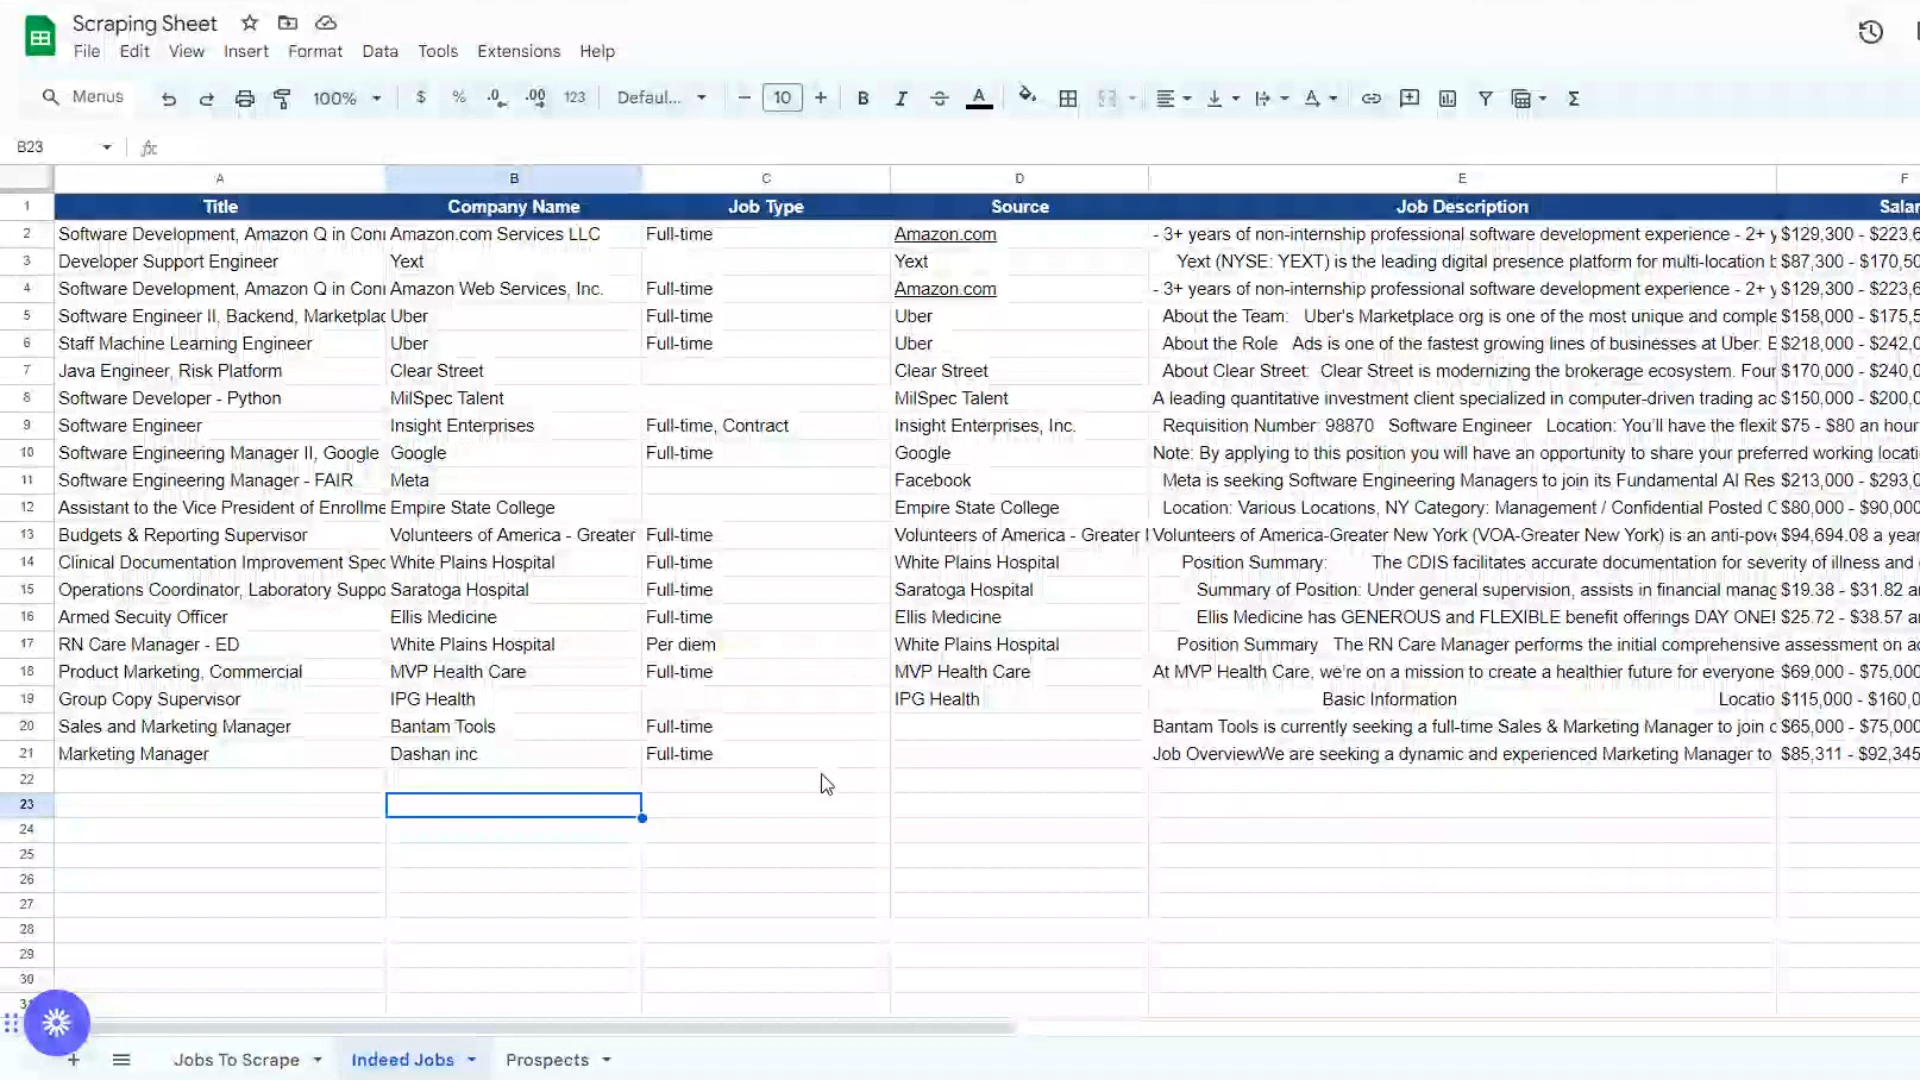 Scraping Sheet
File Edit View Insert Format Data Tools Extensions Help
Menus 100% $ % .0 .00 123 Defaul... 10 B I A Σ
B23 fx
A B C D E F
1 Title Company Name Job Type Source Job Description Salar
2 Software Development, Amazon Q in Con Amazon.com Services LLC Full-time Amazon.com - 3+ years of non-internship professional software development experience - 2+ y $129,300 - $223,6
3 Developer Support Engineer Yext Yext Yext (NYSE: YEXT) is the leading digital presence platform for multi-location b $87,300 - $170,50
4 Software Development, Amazon Q in Con Amazon Web Services, Inc. Full-time Amazon.com - 3+ years of non-internship professional software development experience - 2+ y $129,300 - $223,6
5 Software Engineer II, Backend, Marketplac Uber Full-time Uber About the Team: Uber's Marketplace org is one of the most unique and comple $158,000 - $175,5
6 Staff Machine Learning Engineer Uber Full-time Uber About the Role Ads is one of the fastest growing lines of businesses at Uber. E $218,000 - $242,0
7 Java Engineer, Risk Platform Clear Street Clear Street About Clear Street: Clear Street is modernizing the brokerage ecosystem. Four $170,000 - $240,0
8 Software Developer - Python MilSpec Talent MilSpec Talent A leading quantitative investment client specialized in computer-driven trading ac $150,000 - $200,0
9 Software Engineer Insight Enterprises Full-time, Contract Insight Enterprises, Inc. Requisition Number: 98870 Software Engineer Location: You'll have the flexit $75 - $80 an hour
10 Software Engineering Manager II, Google Google Full-time Google Note: By applying to this position you will have an opportunity to share your preferred working locati
11 Software Engineering Manager - FAIR Meta Facebook Meta is seeking Software Engineering Managers to join its Fundamental AI Res $213,000 - $293,0
12 Assistant to the Vice President of Enrollme Empire State College Empire State College Location: Various Locations, NY Category: Management / Confidential Posted C $80,000 - $90,000
13 Budgets & Reporting Supervisor Volunteers of America - Greater Full-time Volunteers of America - Greater Volunteers of America-Greater New York (VOA-Greater New York) is an anti-pove $94,694.08 a year
14 Clinical Documentation Improvement Spec White Plains Hospital Full-time White Plains Hospital Position Summary: The CDIS facilitates accurate documentation for severity of illness and
15 Operations Coordinator, Laboratory Suppo Saratoga Hospital Full-time Saratoga Hospital Summary of Position: Under general supervision, assists in financial manag $19.38 - $31.82 a
16 Armed Secuity Officer Ellis Medicine Full-time Ellis Medicine Ellis Medicine has GENEROUS and FLEXIBLE benefit offerings DAY ONE! $25.72 - $38.57 a
17 RN Care Manager - ED White Plains Hospital Per diem White Plains Hospital Position Summary The RN Care Manager performs the initial comprehensive assessment on
18 Product Marketing, Commercial MVP Health Care Full-time MVP Health Care At MVP Health Care, we're on a mission to create a healthier future for everyone $69,000 - $75,000
19 Group Copy Supervisor IPG Health IPG Health Basic Information Locatio $115,000 - $160,0
20 Sales and Marketing Manager Bantam Tools Full-time Bantam Tools is currently seeking a full-time Sales & Marketing Manager to join c $65,000 - $75,000
21 Marketing Manager Dashan inc Full-time Job OverviewWe are seeking a dynamic and experienced Marketing Manager to $85,311 - $92,345
22
23
24
25
26
27
28
29
30
Jobs To Scrape Indeed Jobs Prospects